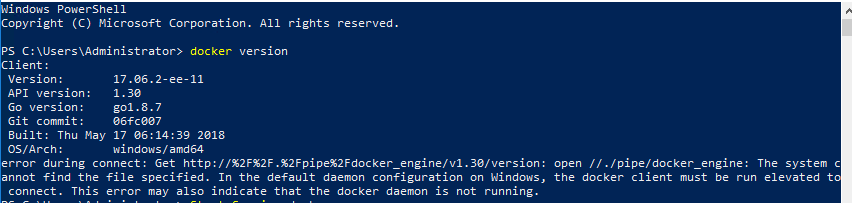 Windows PowerShell
Copyright (C) Microsoft Corporation. All rights reserved.
PS C:\Users\Administrator> docker version
Client:
 Version:      17.06.2-ee-11
 API version:  1.30
 Go version:   go1.8.7
 Git commit:   06fc007
 Built: Thu May 17 06:14:39 2018
 OS/Arch:      windows/amd64
error during connect: Get http://%2F%2F.%2Fpipe%2Fdocker_engine/v1.30/version: open //./pipe/docker_engine: The system c
annot find the file specified. In the default daemon configuration on Windows, the docker client must be run elevated to
connect. This error may also indicate that the docker daemon is not running.